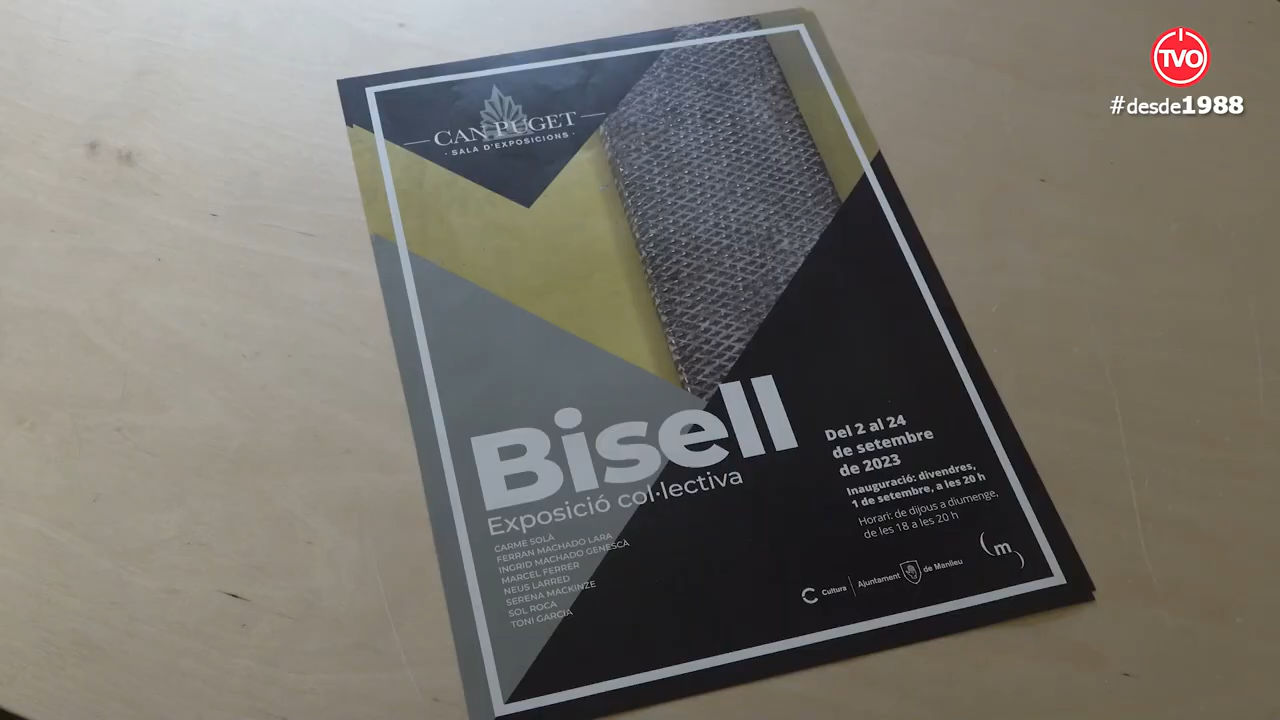 TVO
#desde1988
CAN PUGET
· SALA D'EXPOSICIONS ·
Bisell
Exposició col·lectiva
CARME SOLÀ
FERRAN MACHADO LARA
INGRID MACHADO GENESCÀ
MARCEL FERRER
NEUS LARRED
SERENA MACKINZE
SOL ROCA
TONI GARCIA
Del 2 al 24
de setembre
de 2023
Inauguració: divendres,
1 de setembre, a les 20 h
Horari: de dijous a diumenge,
de les 18 a les 20 h
Cultura
Ajuntament de Manlleu
m